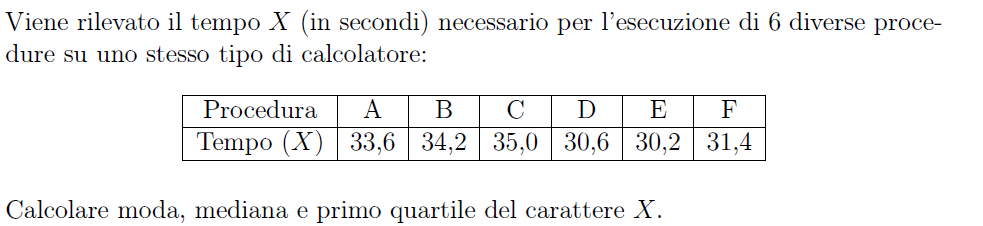 Viene rilevato il tempo X (in secondi) necessario per l'esecuzione di 6 diverse proce-
dure su uno stesso tipo di calcolatore:
Procedura A B C D E F
Tempo (X) 33,6 34,2 35,0 30,6 30,2 31,4
Calcolare moda, mediana e primo quartile del carattere X.